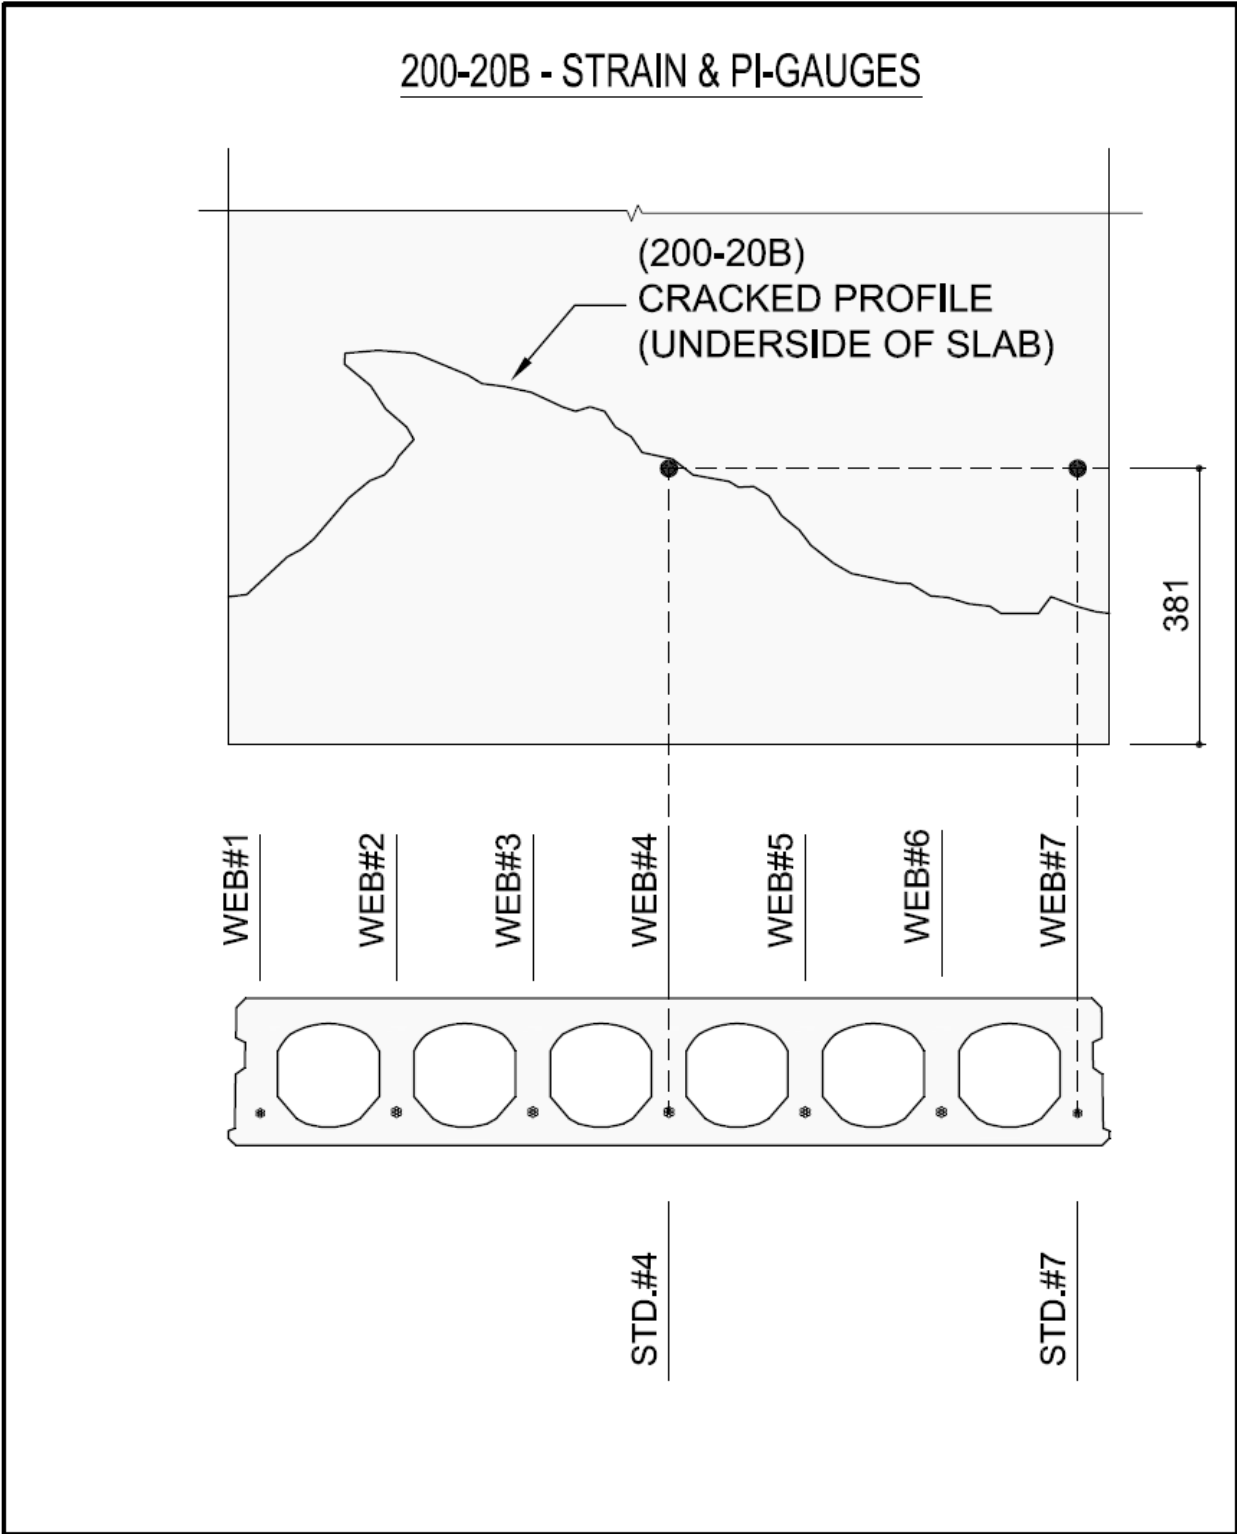 200-20B - STRAIN & PI-GAUGES
(200-20B)
CRACKED PROFILE
(UNDERSIDE OF SLAB)
381
WEB#1
WEB#2
WEB#3
WEB#4
WEB#5
WEB#6
WEB#7
STD.#4
STD.#7